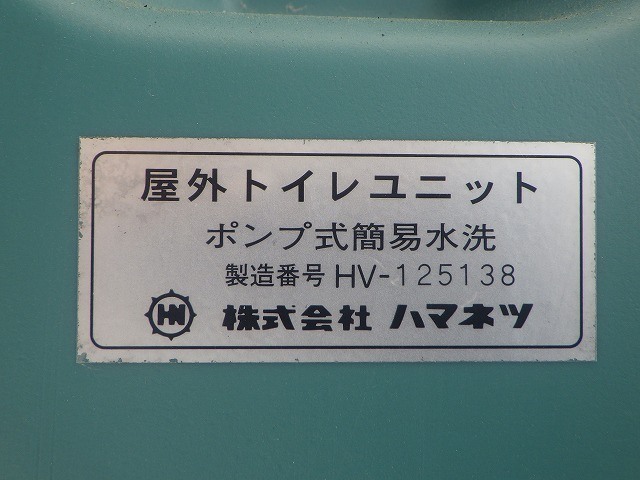 屋外トイレユニット
ポンプ式簡易水洗
製造番号 HV-125138
HN 株式会社 ハマネツ